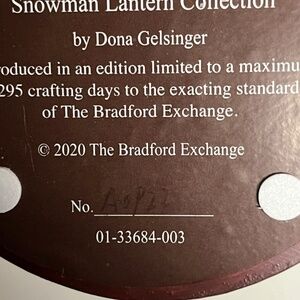 Snowman Lantern Collection
by Dona Gelsinger
roduced in an edition limited to a maximu
295 crafting days to the exacting standard
of The Bradford Exchange.
© 2020 The Bradford Exchange
No.
01-33684-003